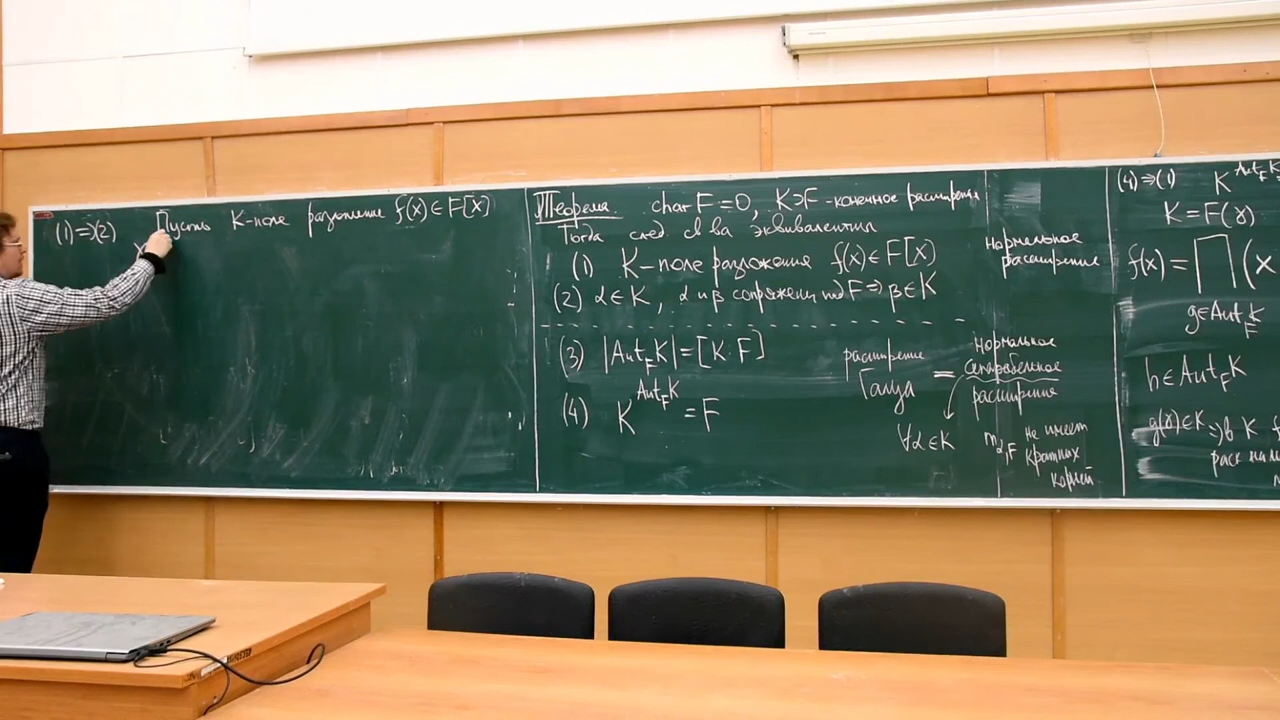 (1)⇒(2) Пусть K-поле разложения f(x)∈F[x]
Теорема char F=0, K⊃F - конечное расширение
Тогда след св-ва эквивалентны
(1) K-поле разложения f(x)∈F[x]
(2) α∈K, α и β сопряжены над F ⇒ β∈K
(3) |Aut_F K|=[K:F]
(4) K^{Aut_F K} = F
нормальное
расширение
расширение
Галуа
=
нормальное
сепарабельное
расширение
∀α∈K m_{α,F} не имеет
кратных
корней
(4)⇒(1) K^{Aut_F K}
K=F(γ)
f(x)=∏(x
g∈Aut_F K
h∈Aut_F K
g(γ)∈K ⇒ в K